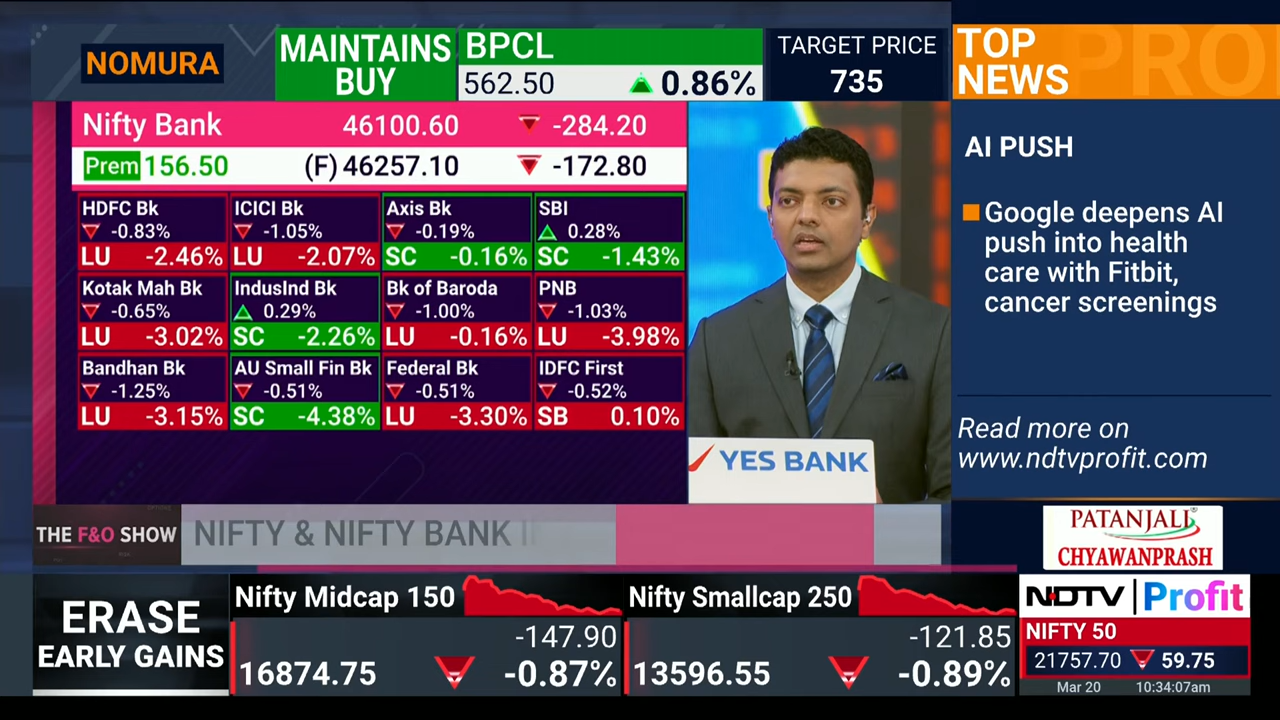 NOMURA
MAINTAINS
BUY
BPCL
562.50 0.86%
TARGET PRICE
735
TOP
NEWS
PRO
Nifty Bank 46100.60 -284.20
Prem 156.50 (F) 46257.10 -172.80
HDFC Bk
-0.83%
LU -2.46%
ICICI Bk
-1.05%
LU -2.07%
Axis Bk
-0.19%
SC -0.16%
SBI
0.28%
SC -1.43%
Kotak Mah Bk
-0.65%
LU -3.02%
IndusInd Bk
0.29%
SC -2.26%
Bk of Baroda
-1.00%
LU -0.16%
PNB
-1.03%
LU -3.98%
Bandhan Bk
-1.25%
LU -3.15%
AU Small Fin Bk
-0.51%
SC -4.38%
Federal Bk
-0.51%
LU -3.30%
IDFC First
-0.52%
SB 0.10%
YES BANK
AI PUSH
Google deepens AI
push into health
care with Fitbit,
cancer screenings
Read more on
www.ndtvprofit.com
THE F&O SHOW
NIFTY & NIFTY BANK
PATANJALI
CHYAWANPRASH
ERASE
EARLY GAINS
Nifty Midcap 150
-147.90
16874.75 -0.87%
Nifty Smallcap 250
-121.85
13596.55 -0.89%
NDTV Profit
NIFTY 50
21757.70 59.75
Mar 20 10:34:07am